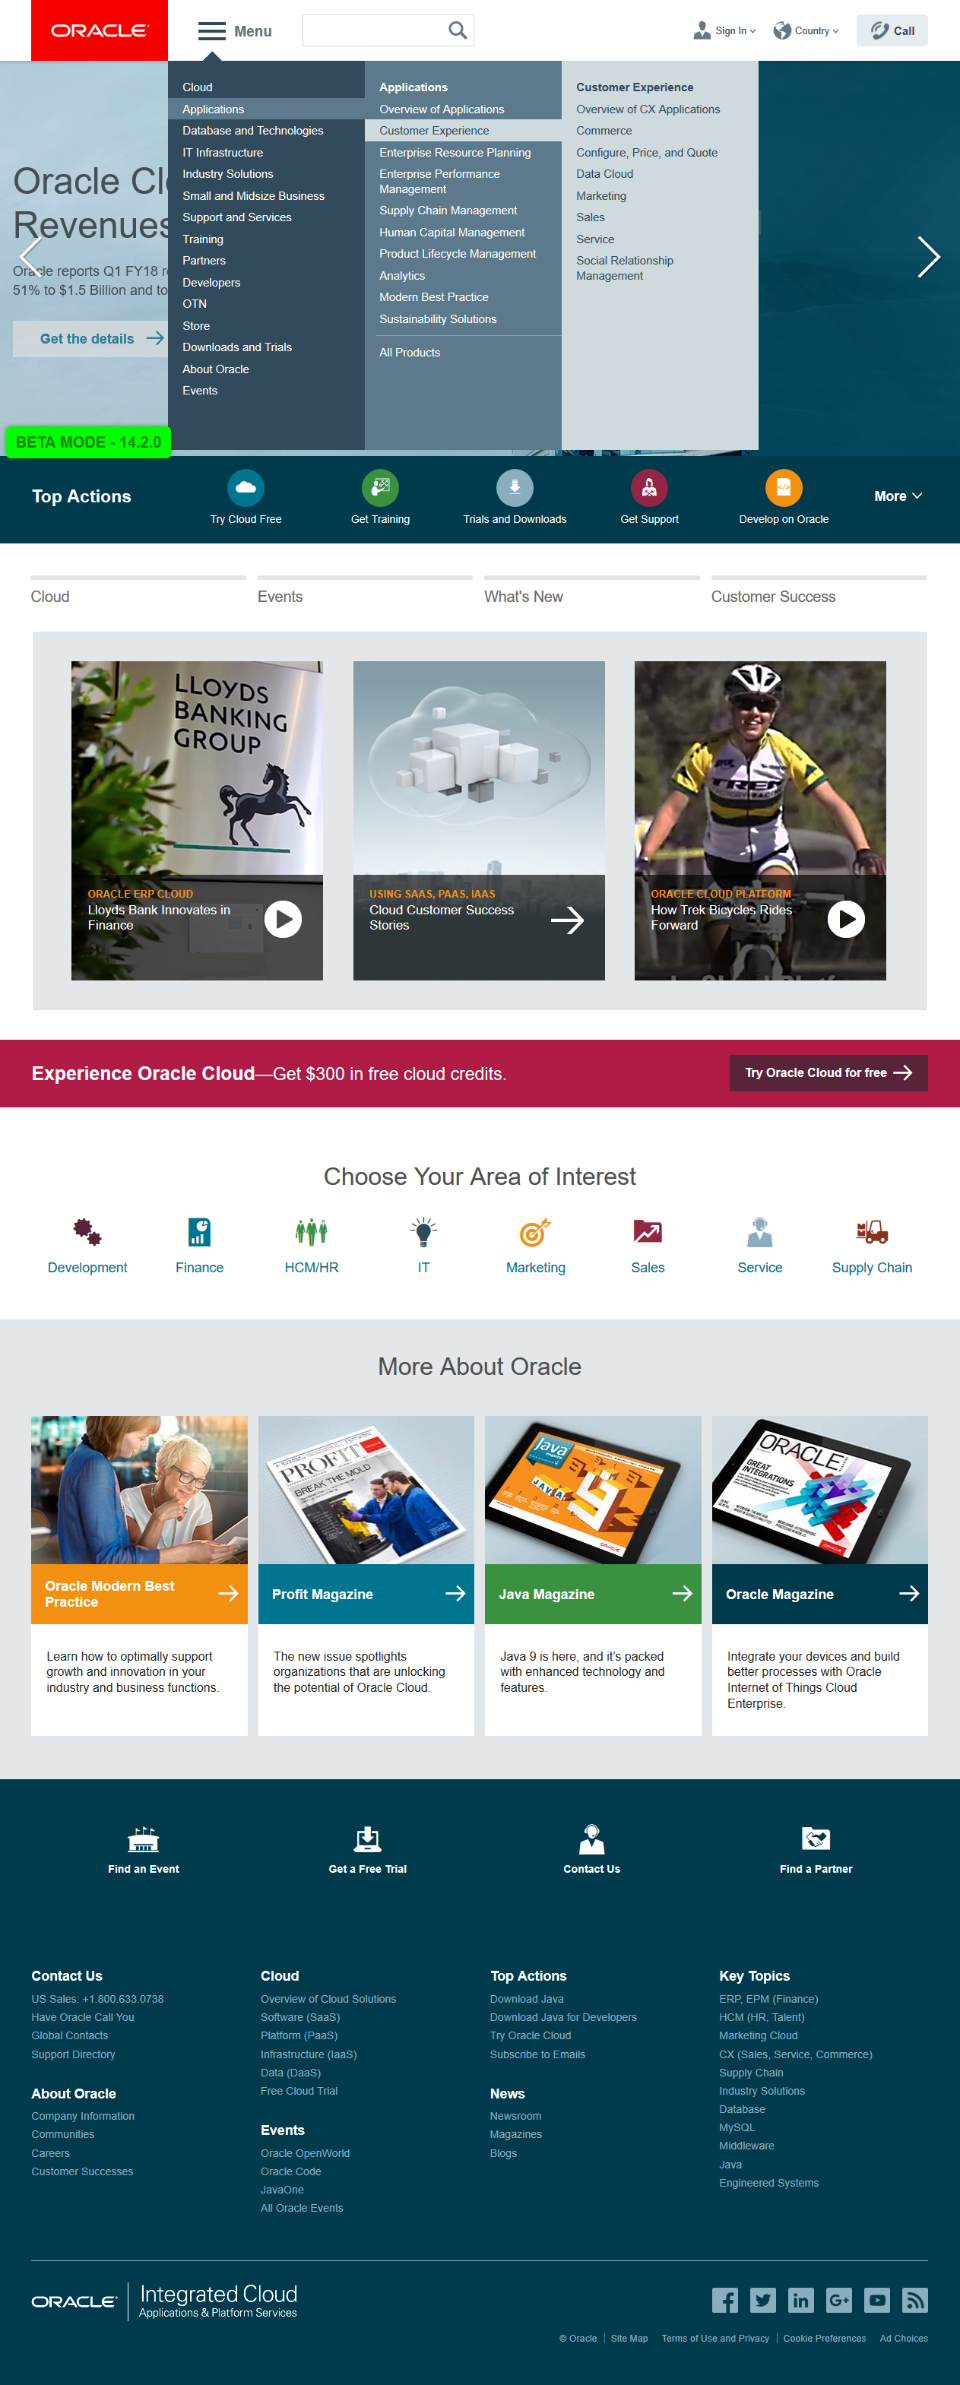 ORACLE
Menu
Sign In
Country
Call
Cloud
Applications
Database and Technologies
IT Infrastructure
Industry Solutions
Small and Midsize Business
Support and Services
Training
Partners
Developers
OTN
Store
Downloads and Trials
About Oracle
Events
Applications
Overview of Applications
Customer Experience
Enterprise Resource Planning
Enterprise Performance
Management
Supply Chain Management
Human Capital Management
Product Lifecycle Management
Analytics
Modern Best Practice
Sustainability Solutions
All Products
Customer Experience
Overview of CX Applications
Commerce
Configure, Price, and Quote
Data Cloud
Marketing
Sales
Service
Social Relationship
Management
Oracle Cl
Revenues
Oracle reports Q1 FY18 r
51% to $1.5 Billion and to
Get the details
BETA MODE - 14.2.0
Top Actions
Try Cloud Free
Get Training
Trials and Downloads
Get Support
Develop on Oracle
More
Cloud
Events
What's New
Customer Success
LLOYDS
BANKING
GROUP
ORACLE ERP CLOUD
Lloyds Bank Innovates in
Finance
USING SAAS, PAAS, IAAS
Cloud Customer Success
Stories
TREK
ORACLE CLOUD PLATFORM
How Trek Bicycles Rides
Forward
20
Experience Oracle Cloud—Get $300 in free cloud credits.
Try Oracle Cloud for free
Choose Your Area of Interest
Development
Finance
HCM/HR
IT
Marketing
Sales
Service
Supply Chain
More About Oracle
PROFIT
BREAK THE MOLD
Java
JAVA
ORACLE
GREAT
INTEGRATIONS
Oracle Modern Best
Practice
Profit Magazine
Java Magazine
Oracle Magazine
Learn how to optimally support
growth and innovation in your
industry and business functions.
The new issue spotlights
organizations that are unlocking
the potential of Oracle Cloud.
Java 9 is here, and it's packed
with enhanced technology and
features.
Integrate your devices and build
better processes with Oracle
Internet of Things Cloud
Enterprise.
Find an Event
Get a Free Trial
Contact Us
Find a Partner
Contact Us
US Sales: +1.800.633.0738
Have Oracle Call You
Global Contacts
Support Directory
About Oracle
Company Information
Communities
Careers
Customer Successes
Cloud
Overview of Cloud Solutions
Software (SaaS)
Platform (PaaS)
Infrastructure (IaaS)
Data (DaaS)
Free Cloud Trial
Events
Oracle OpenWorld
Oracle Code
JavaOne
All Oracle Events
Top Actions
Download Java
Download Java for Developers
Try Oracle Cloud
Subscribe to Emails
News
Newsroom
Magazines
Blogs
Key Topics
ERP, EPM (Finance)
HCM (HR, Talent)
Marketing Cloud
CX (Sales, Service, Commerce)
Supply Chain
Industry Solutions
Database
MySQL
Middleware
Java
Engineered Systems
ORACLE Integrated Cloud
Applications & Platform Services
© Oracle | Site Map Terms of Use and Privacy | Cookie Preferences Ad Choices